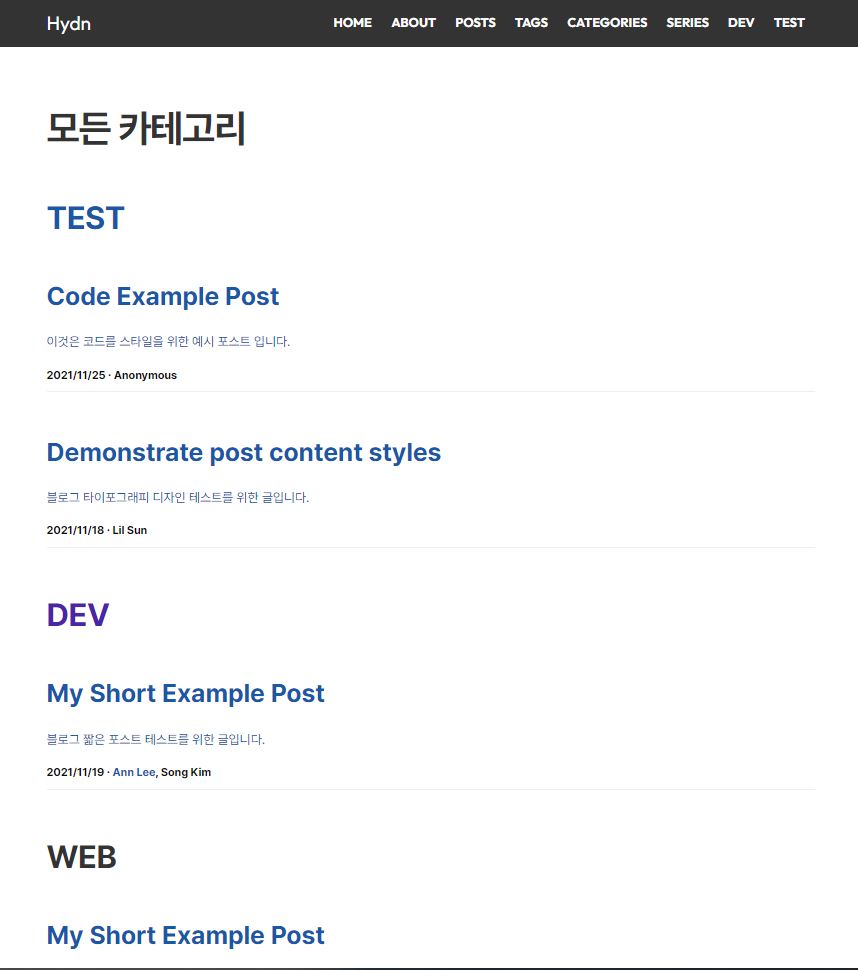 Hydn
HOME ABOUT POSTS TAGS CATEGORIES SERIES DEV TEST
모든 카테고리
TEST
Code Example Post
이것은 코드를 스타일을 위한 예시 포스트 입니다.
2021/11/25 · Anonymous
Demonstrate post content styles
블로그 타이포그래피 디자인 테스트를 위한 글입니다.
2021/11/18 · Lil Sun
DEV
My Short Example Post
블로그 짧은 포스트 테스트를 위한 글입니다.
2021/11/19 · Ann Lee, Song Kim
WEB
My Short Example Post